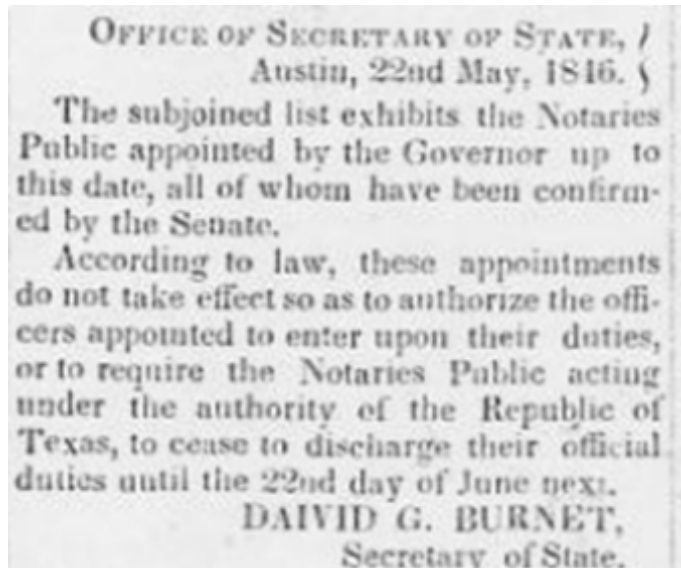 OFFICE OF SECRETARY OF STATE, }
Austin, 22nd May, 1846. }
The subjoined list exhibits the Notaries
Public appointed by the Governor up to
this date, all of whom have been confirm-
ed by the Senate.
According to law, these appointments
do not take effect so as to authorize the offi-
cers appointed to enter upon their duties,
or to require the Notaries Public acting
under the authority of the Republic of
Texas, to cease to discharge their official
duties until the 22nd day of June next.
DAIVID G. BURNET,
Secretary of State.